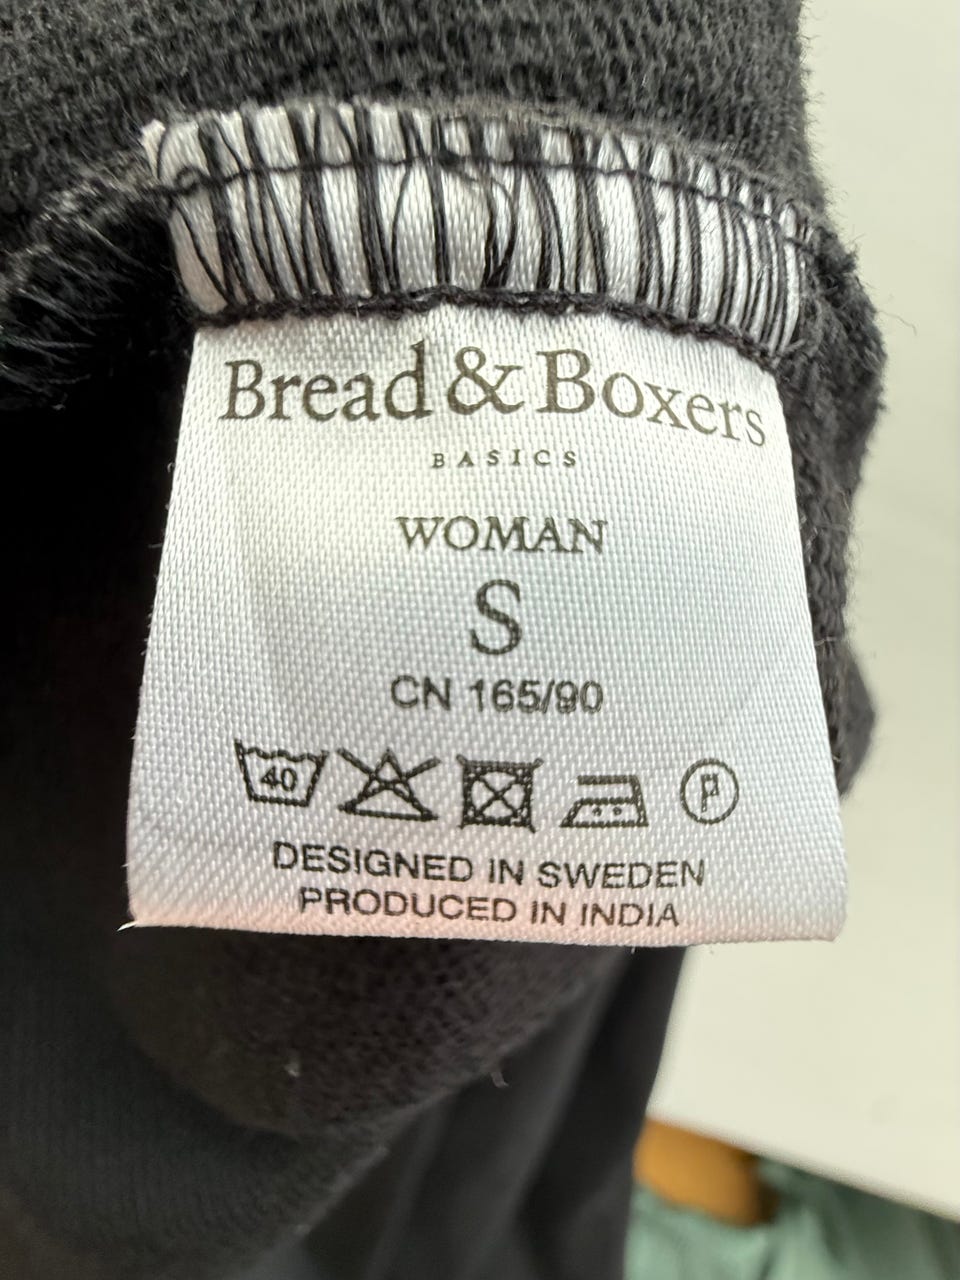 Bread & Boxers
BASICS
WOMAN
S
CN 165/90
40
P
DESIGNED IN SWEDEN
PRODUCED IN INDIA